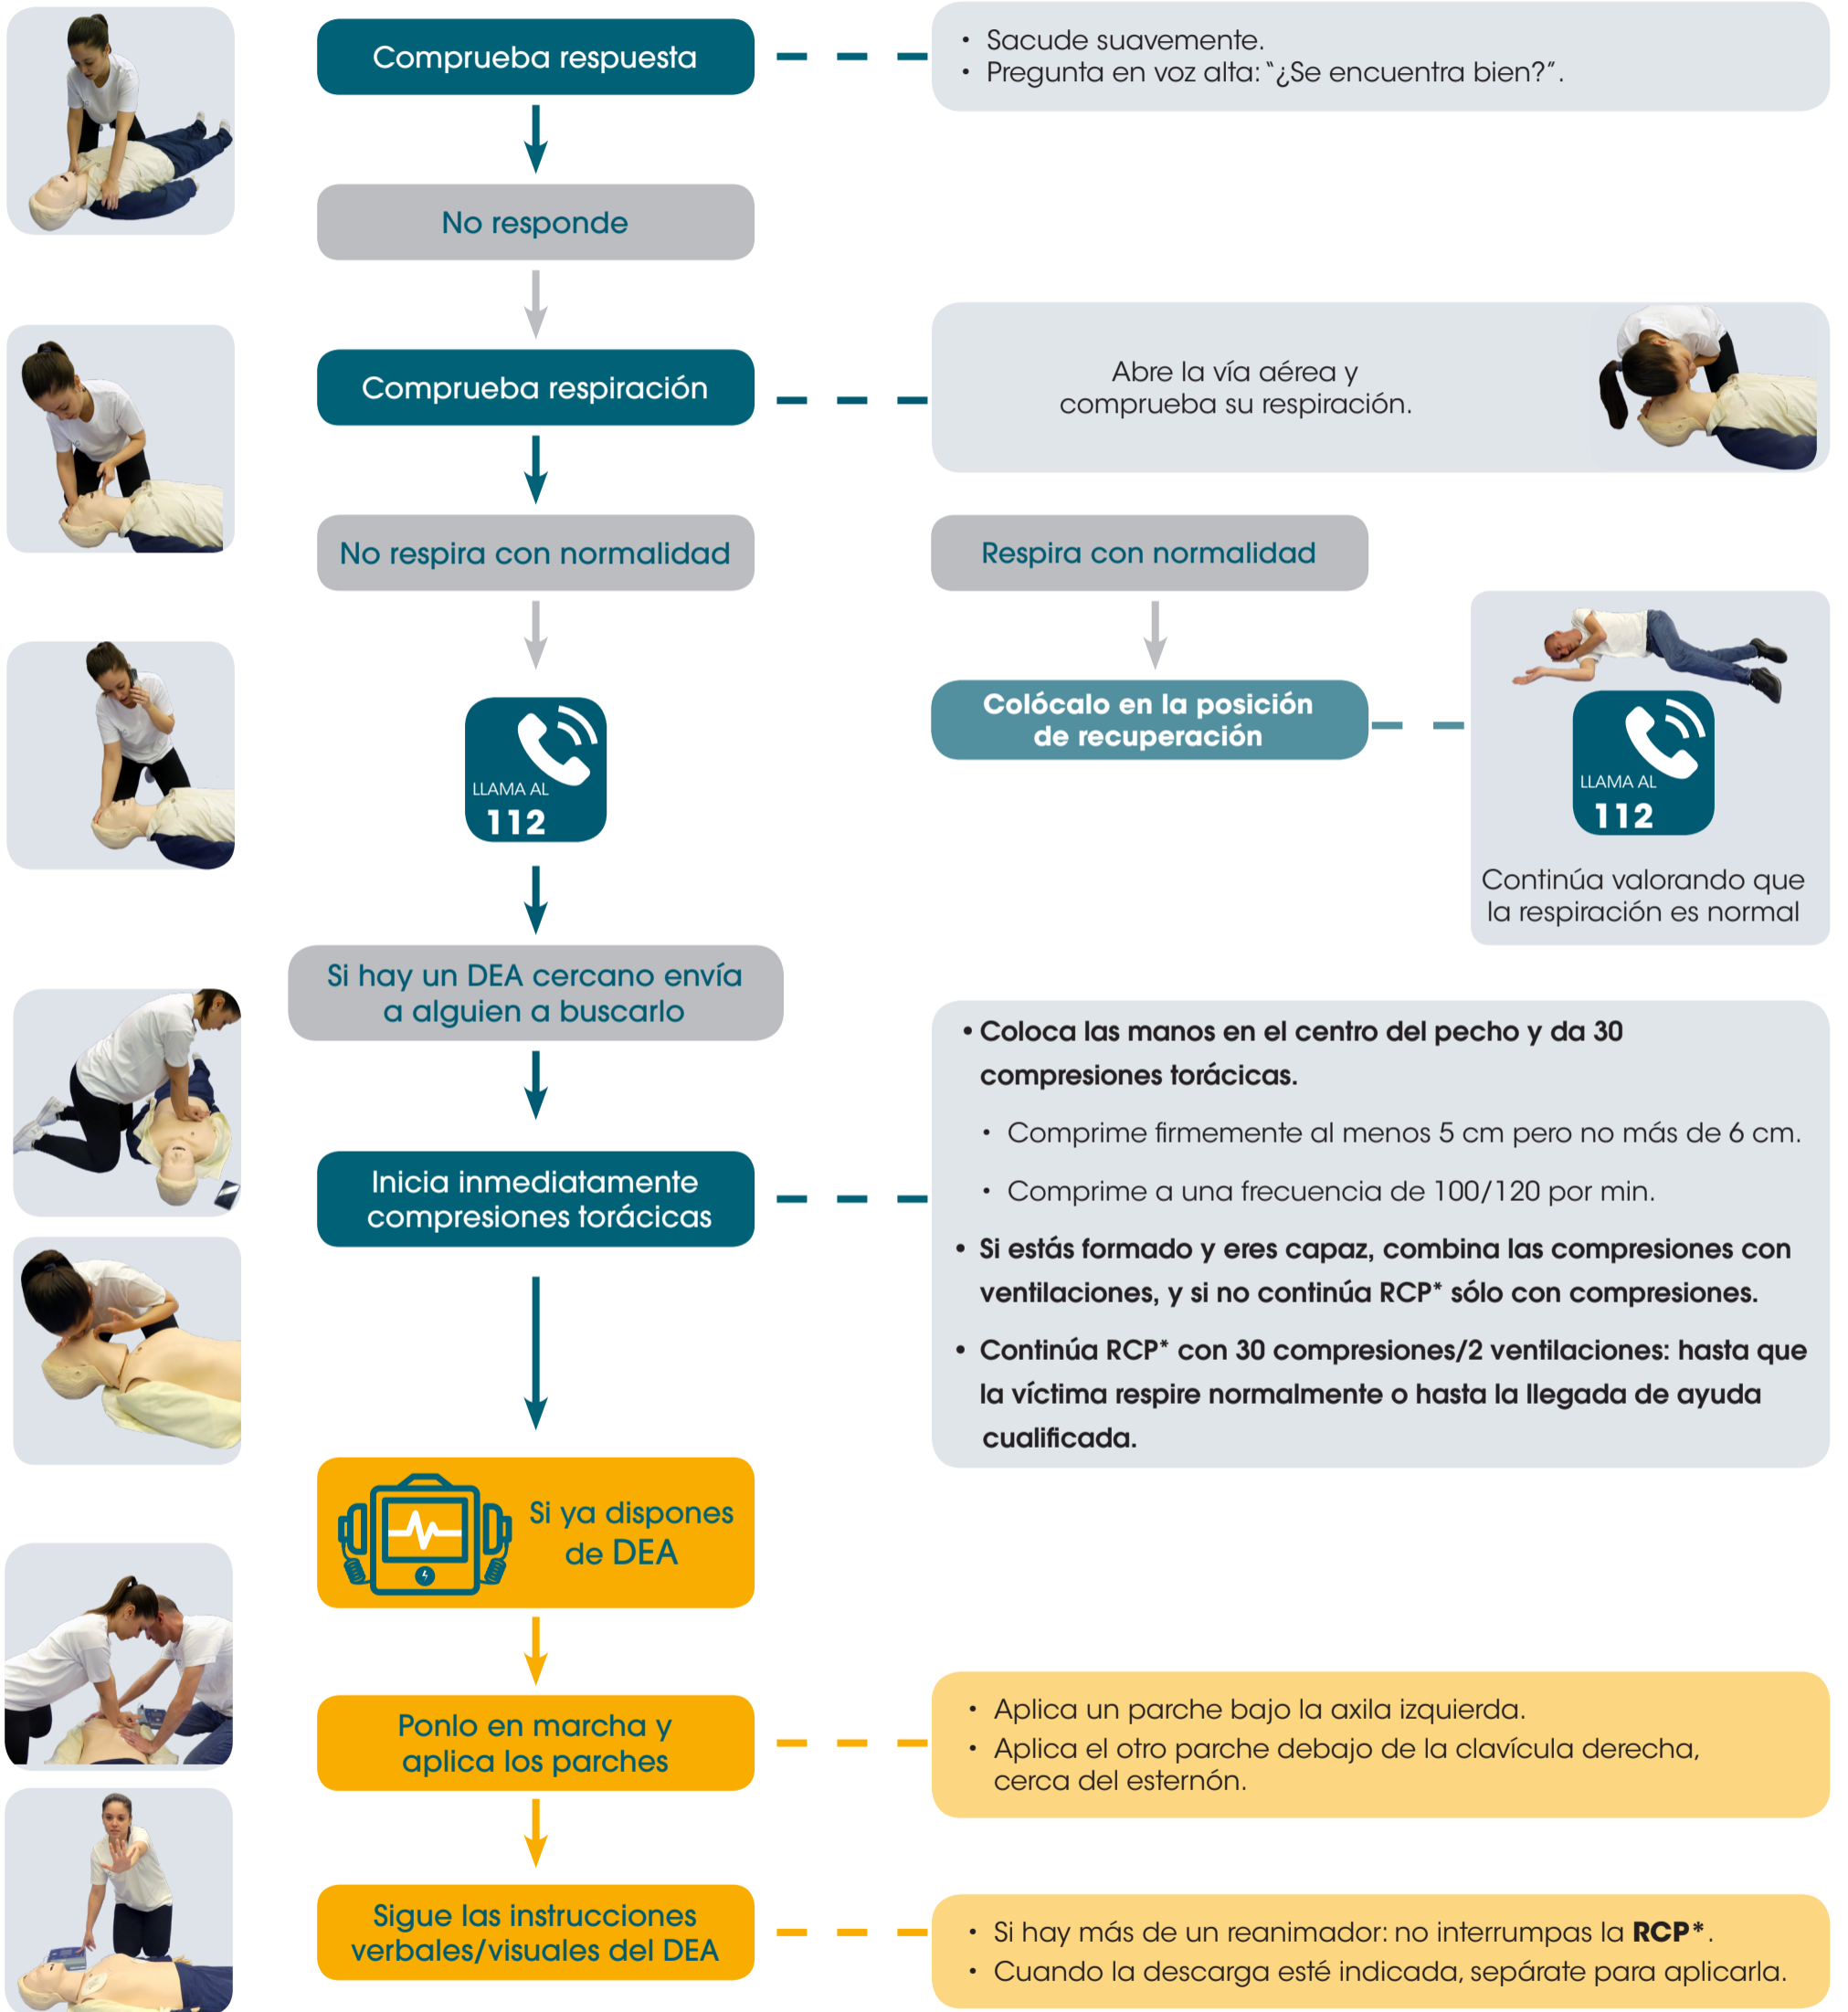 Comprueba respuesta
• Sacude suavemente.
• Pregunta en voz alta: “¿Se encuentra bien?”.
No responde
Comprueba respiración
Abre la vía aérea y
comprueba su respiración.
No respira con normalidad
Respira con normalidad
LLAMA AL
112
Colócalo en la posición
de recuperación
LLAMA AL
112
Continúa valorando que
la respiración es normal
Si hay un DEA cercano envía
a alguien a buscarlo
Inicia inmediatamente
compresiones torácicas
• Coloca las manos en el centro del pecho y da 30
compresiones torácicas.
• Comprime firmemente al menos 5 cm pero no más de 6 cm.
• Comprime a una frecuencia de 100/120 por min.
• Si estás formado y eres capaz, combina las compresiones con
ventilaciones, y si no continúa RCP* sólo con compresiones.
• Continúa RCP* con 30 compresiones/2 ventilaciones: hasta que
la víctima respire normalmente o hasta la llegada de ayuda
cualificada.
Si ya dispones
de DEA
Ponlo en marcha y
aplica los parches
• Aplica un parche bajo la axila izquierda.
• Aplica el otro parche debajo de la clavícula derecha,
cerca del esternón.
Sigue las instrucciones
verbales/visuales del DEA
• Si hay más de un reanimador: no interrumpas la RCP*.
• Cuando la descarga esté indicada, sepárate para aplicarla.